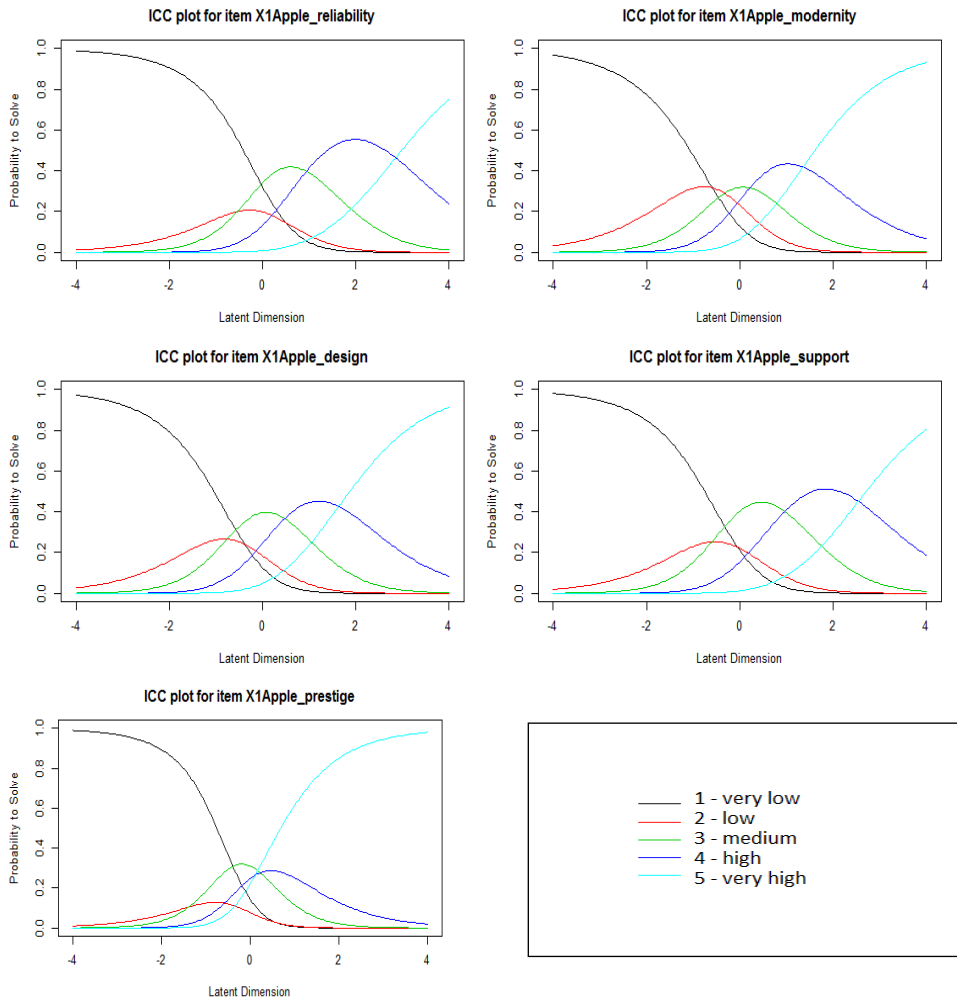 ICC plot for item X1Apple_reliability
Probability to Solve
1.0
0.8
0.6
0.4
0.2
0.0
-4 -2 0 2 4
Latent Dimension
ICC plot for item X1Apple_modernity
Probability to Solve
1.0
0.8
0.6
0.4
0.2
0.0
-4 -2 0 2 4
Latent Dimension
ICC plot for item X1Apple_design
Probability to Solve
1.0
0.8
0.6
0.4
0.2
0.0
-4 -2 0 2 4
Latent Dimension
ICC plot for item X1Apple_support
Probability to Solve
1.0
0.8
0.6
0.4
0.2
0.0
-4 -2 0 2 4
Latent Dimension
ICC plot for item X1Apple_prestige
Probability to Solve
1.0
0.8
0.6
0.4
0.2
0.0
-4 -2 0 2 4
Latent Dimension
1 - very low
2 - low
3 - medium
4 - high
5 - very high